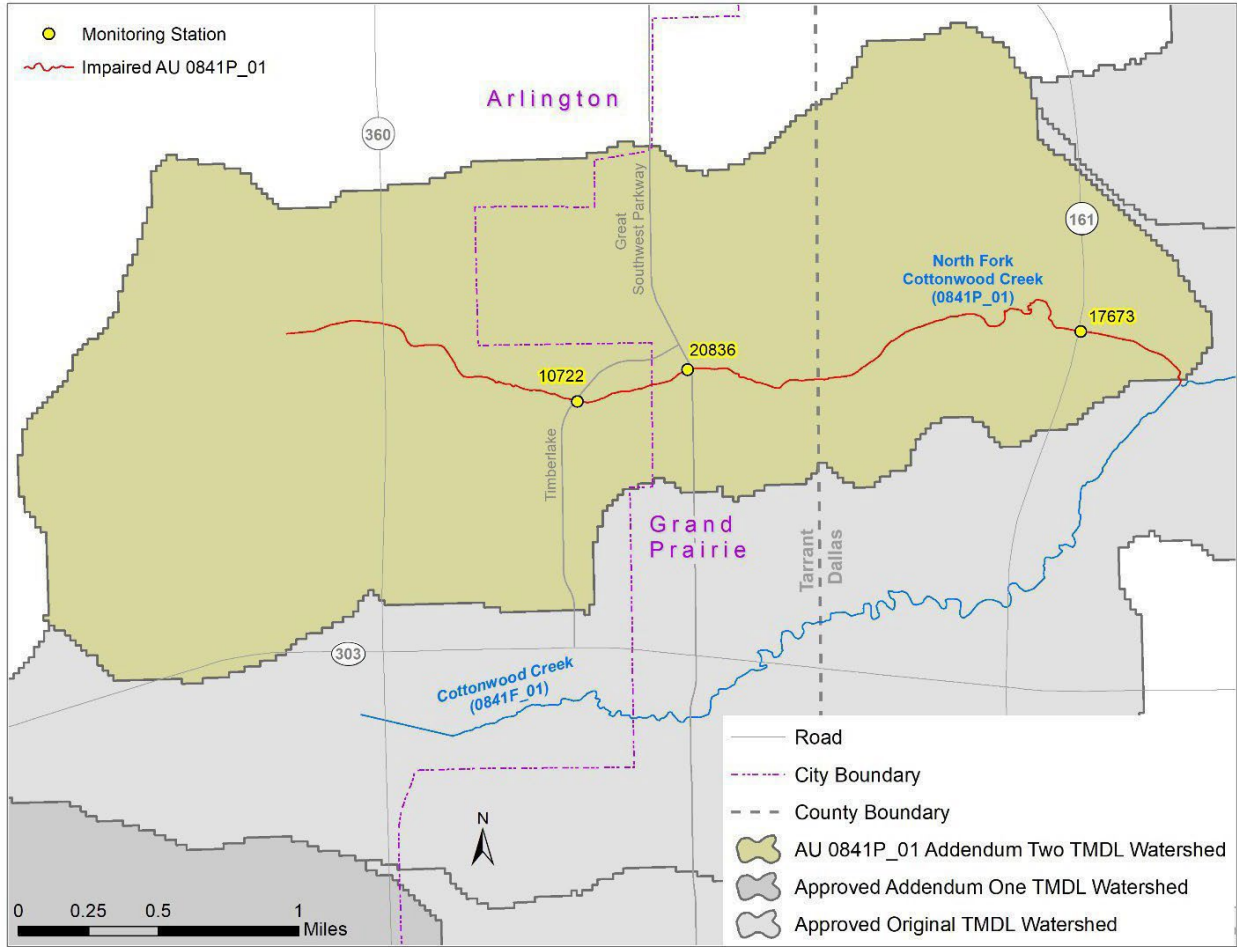 Monitoring Station
Impaired AU 0841P_01
Arlington
360
Great
Southwest Parkway
161
North Fork
Cottonwood Creek
(0841P_01)
17673
20836
10722
Timberlake
Grand
Prairie
Tarrant
Dallas
303
Cottonwood Creek
(0841F_01)
Road
City Boundary
County Boundary
AU 0841P_01 Addendum Two TMDL Watershed
Approved Addendum One TMDL Watershed
Approved Original TMDL Watershed
N
0 0.25 0.5 1
Miles